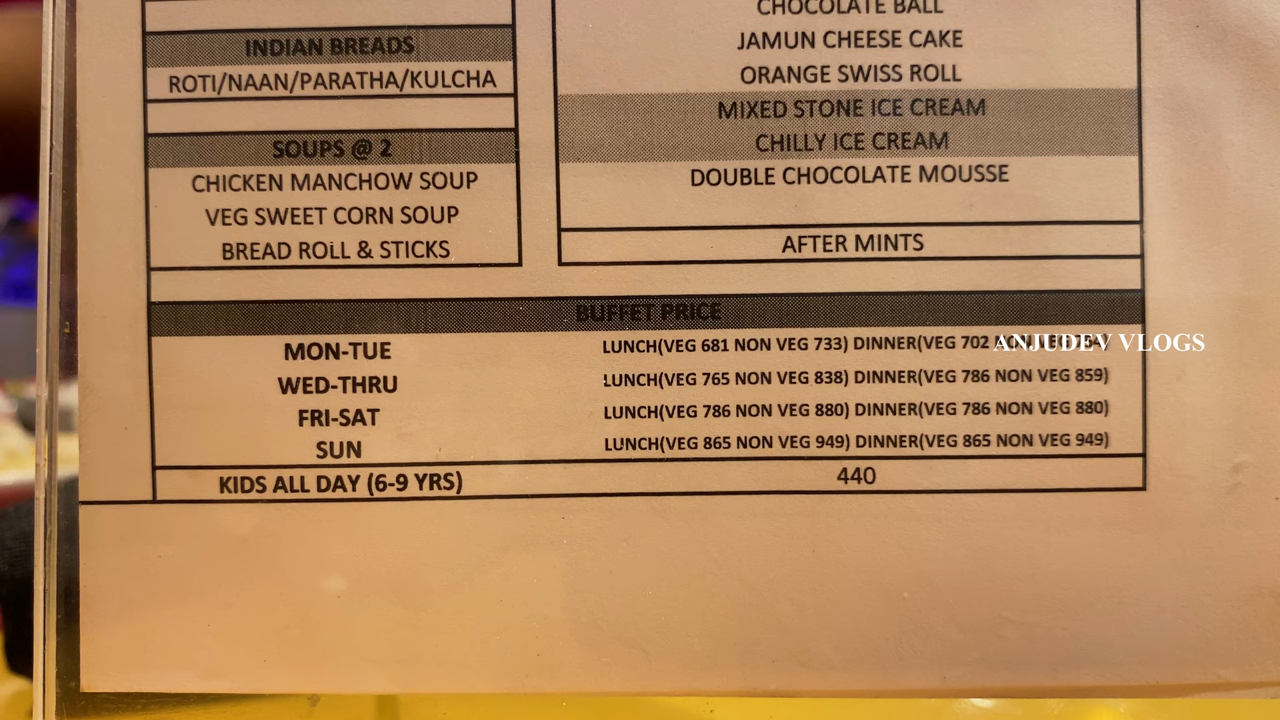 INDIAN BREADS
ROTI/NAAN/PARATHA/KULCHA
SOUPS @ 2
CHICKEN MANCHOW SOUP
VEG SWEET CORN SOUP
BREAD ROLL & STICKS
CHOCOLATE BALL
JAMUN CHEESE CAKE
ORANGE SWISS ROLL
MIXED STONE ICE CREAM
CHILLY ICE CREAM
DOUBLE CHOCOLATE MOUSSE
AFTER MINTS
BUFFET PRICE
MON-TUE LUNCH(VEG 681 NON VEG 733) DINNER(VEG 702
ANJUDEV VLOGS
WED-THRU LUNCH(VEG 765 NON VEG 838) DINNER(VEG 786 NON VEG 859)
FRI-SAT LUNCH(VEG 786 NON VEG 880) DINNER(VEG 786 NON VEG 880)
SUN LUNCH(VEG 865 NON VEG 949) DINNER(VEG 865 NON VEG 949)
KIDS ALL DAY (6-9 YRS) 440